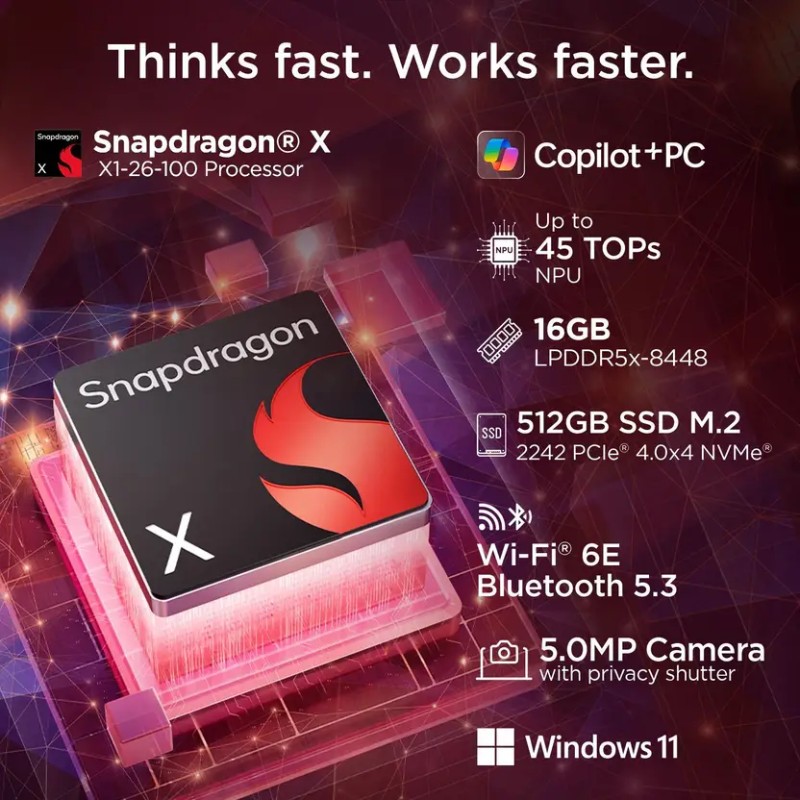 Thinks fast. Works faster.
Snapdragon
X
Snapdragon® X
X1-26-100 Processor
Copilot+PC
NPU
Up to
45 TOPs
NPU
16GB
LPDDR5x-8448
SSD
512GB SSD M.2
2242 PCIe® 4.0x4 NVMe®
Wi-Fi® 6E
Bluetooth 5.3
5.0MP Camera
with privacy shutter
Windows 11
Snapdragon
X